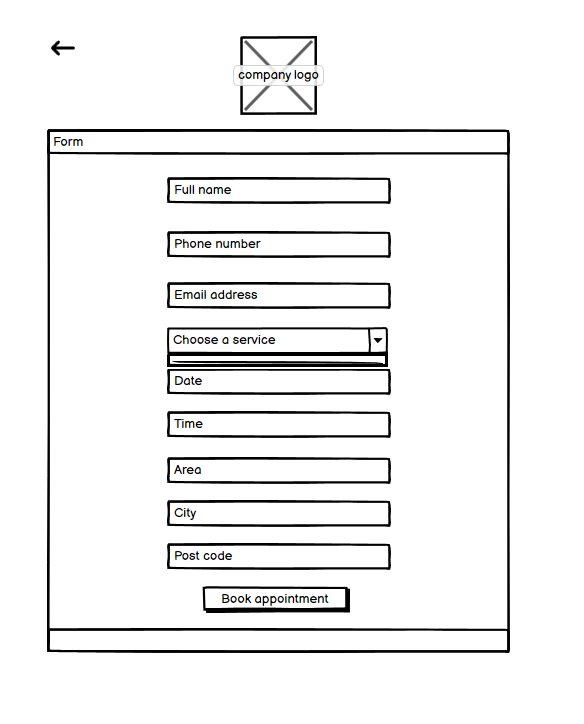 company logo
Form
Full name
Phone number
Email address
Choose a service
Date
Time
Area
City
Post code
Book appointment